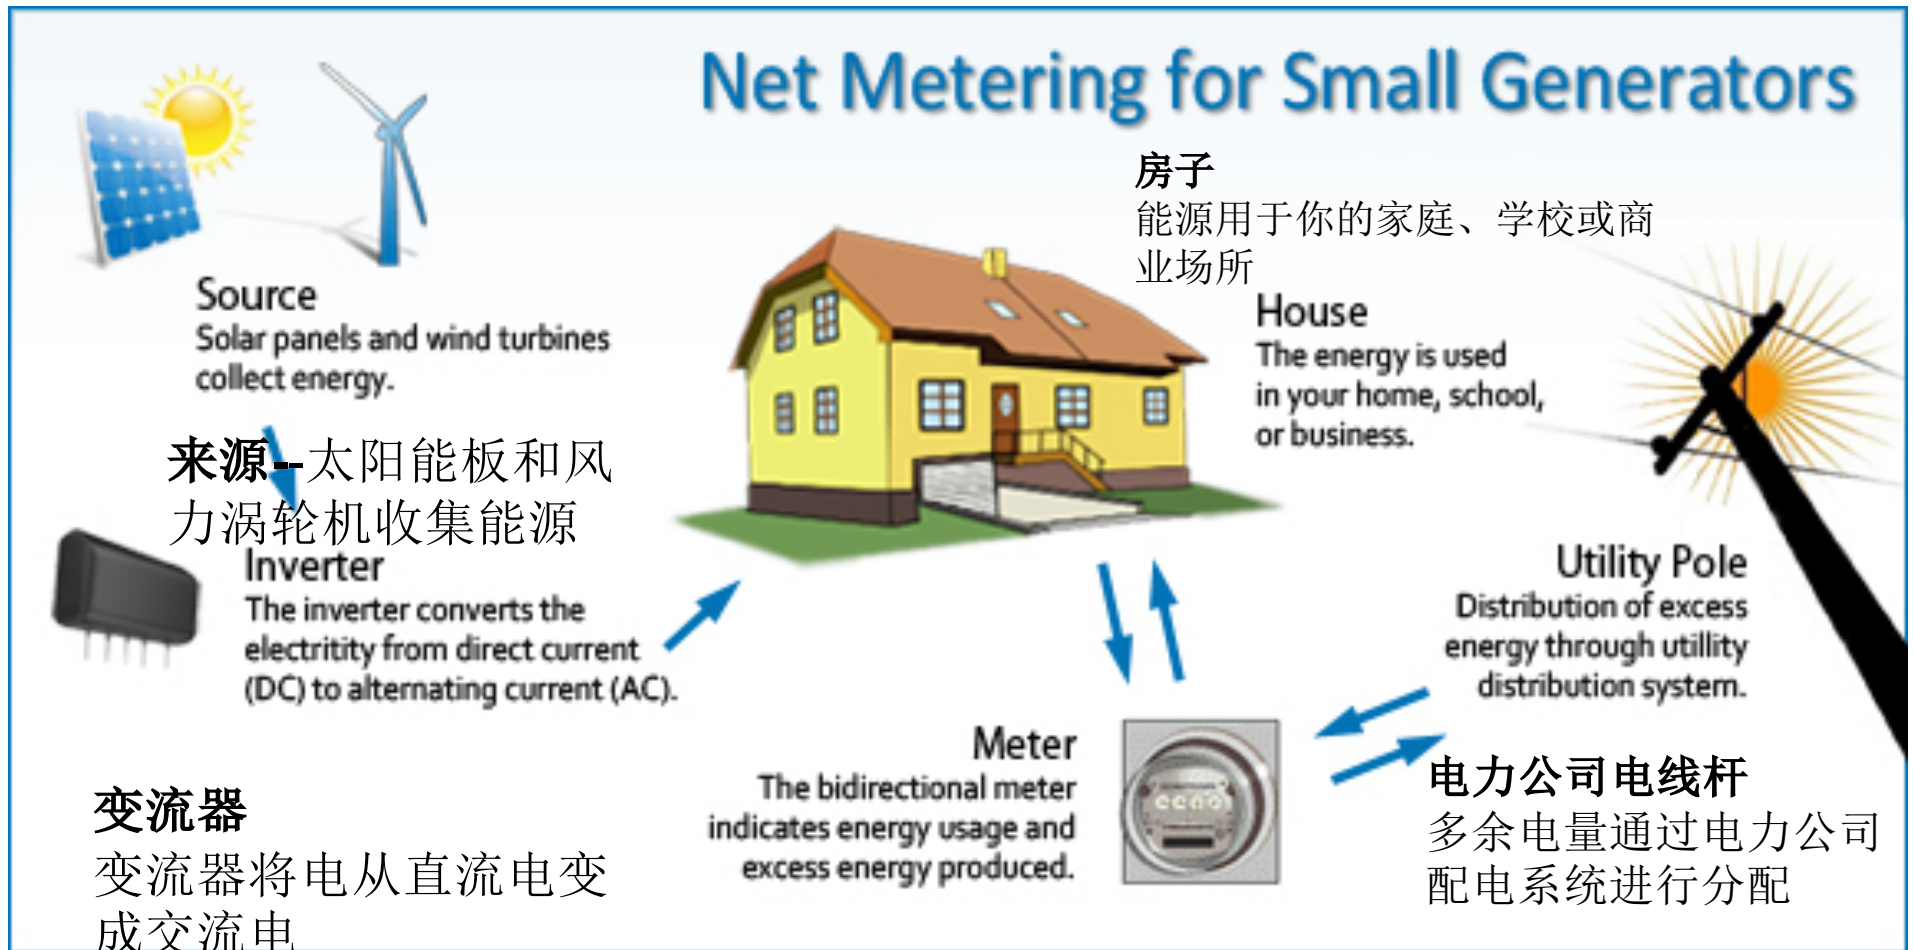 Net Metering for Small Generators
房子
能源用于你的家庭、学校或商
业场所
Source
Solar panels and wind turbines
collect energy.
House
The energy is used
in your home, school,
or business.
来源--太阳能板和风
力涡轮机收集能源
Inverter
The inverter converts the
electritity from direct current
(DC) to alternating current (AC).
Utility Pole
Distribution of excess
energy through utillity
distribution system.
Meter
The bidirectional meter
indicates energy usage and
excess energy produced.
电力公司电线杆
多余电量通过电力公司
配电系统进行分配
变流器
变流器将电从直流电变
成交流电